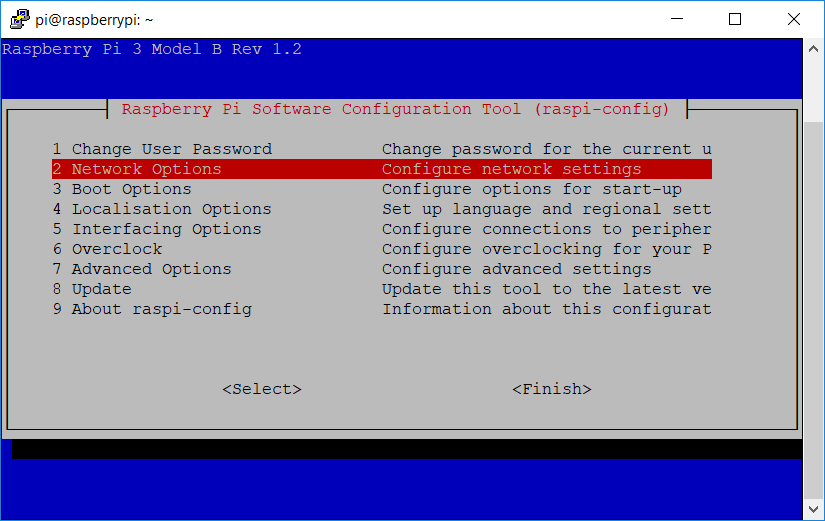 pi@raspberrypi: ~
Raspberry Pi 3 Model B Rev 1.2
Raspberry Pi Software Configuration Tool (raspi-config)
1 Change User Password Change password for the current u
2 Network Options Configure network settings
3 Boot Options Configure options for start-up
4 Localisation Options Set up language and regional sett
5 Interfacing Options Configure connections to peripher
6 Overclock Configure overclocking for your P
7 Advanced Options Configure advanced settings
8 Update Update this tool to the latest ve
9 About raspi-config Information about this configurat
<Select> <Finish>